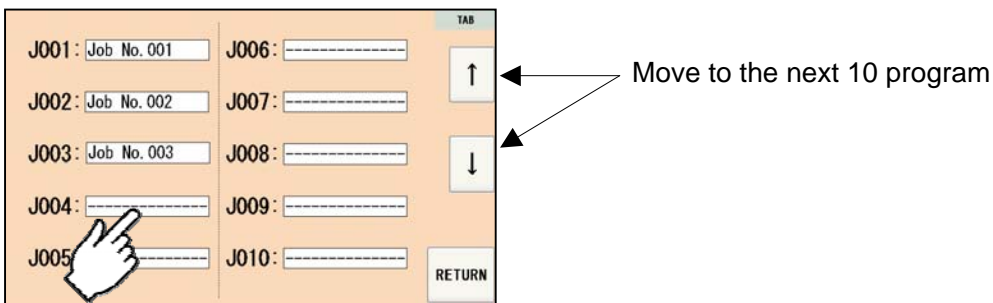 TAB
J001: Job No.001
J006: --------------
↑
Move to the next 10 program
J002: Job No.002
J007: --------------
J003: Job No.003
J008: --------------
↓
J004: --------------
J009: --------------
J005
J010: --------------
RETURN